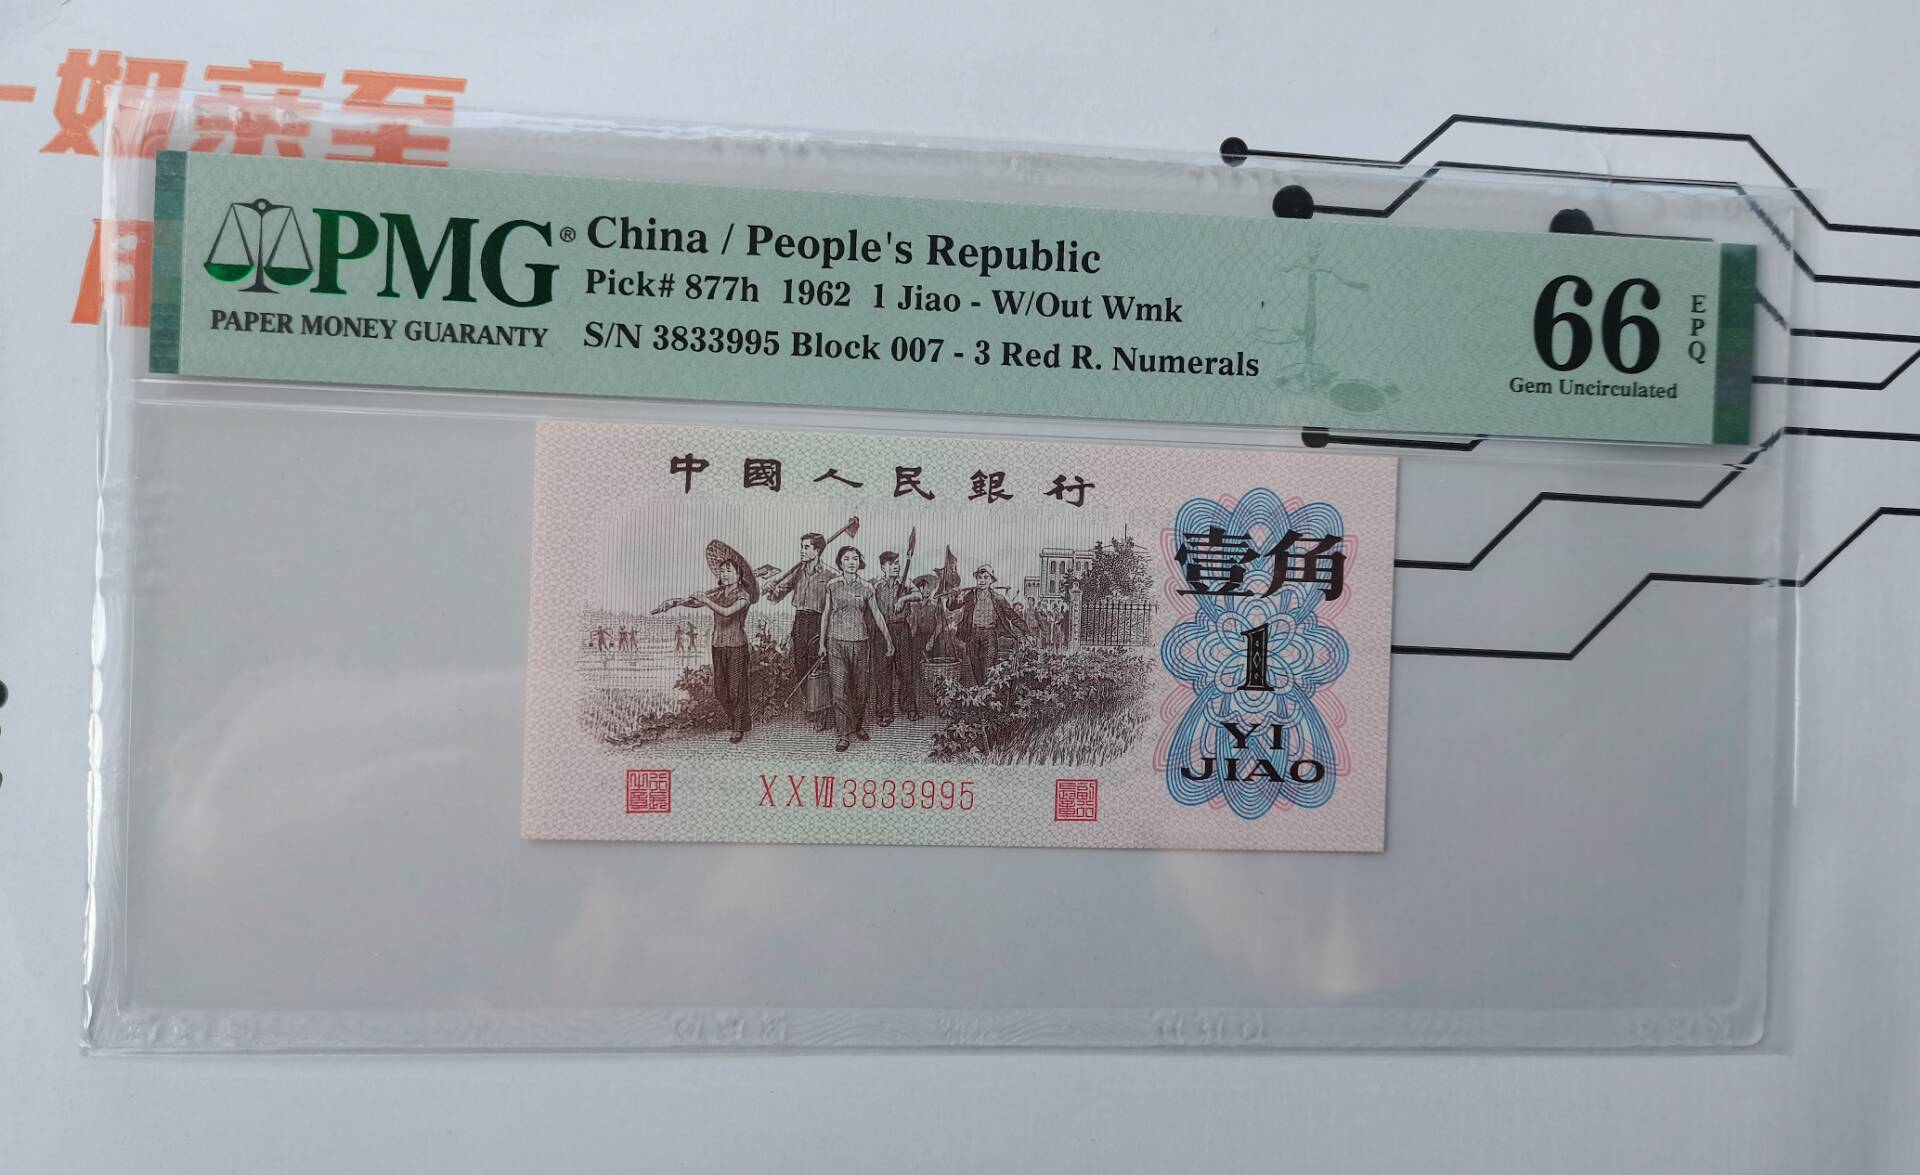 一如亲至
PMG® China / People's Republic
Pick# 877h 1962 1 Jiao - W/Out Wmk
PAPER MONEY GUARANTY
S/N 3833995 Block 007 - 3 Red R. Numerals
66
EPQ
Gem Uncirculated
中國人民銀行
壹角
1
YI
JIAO
XXVII3833995